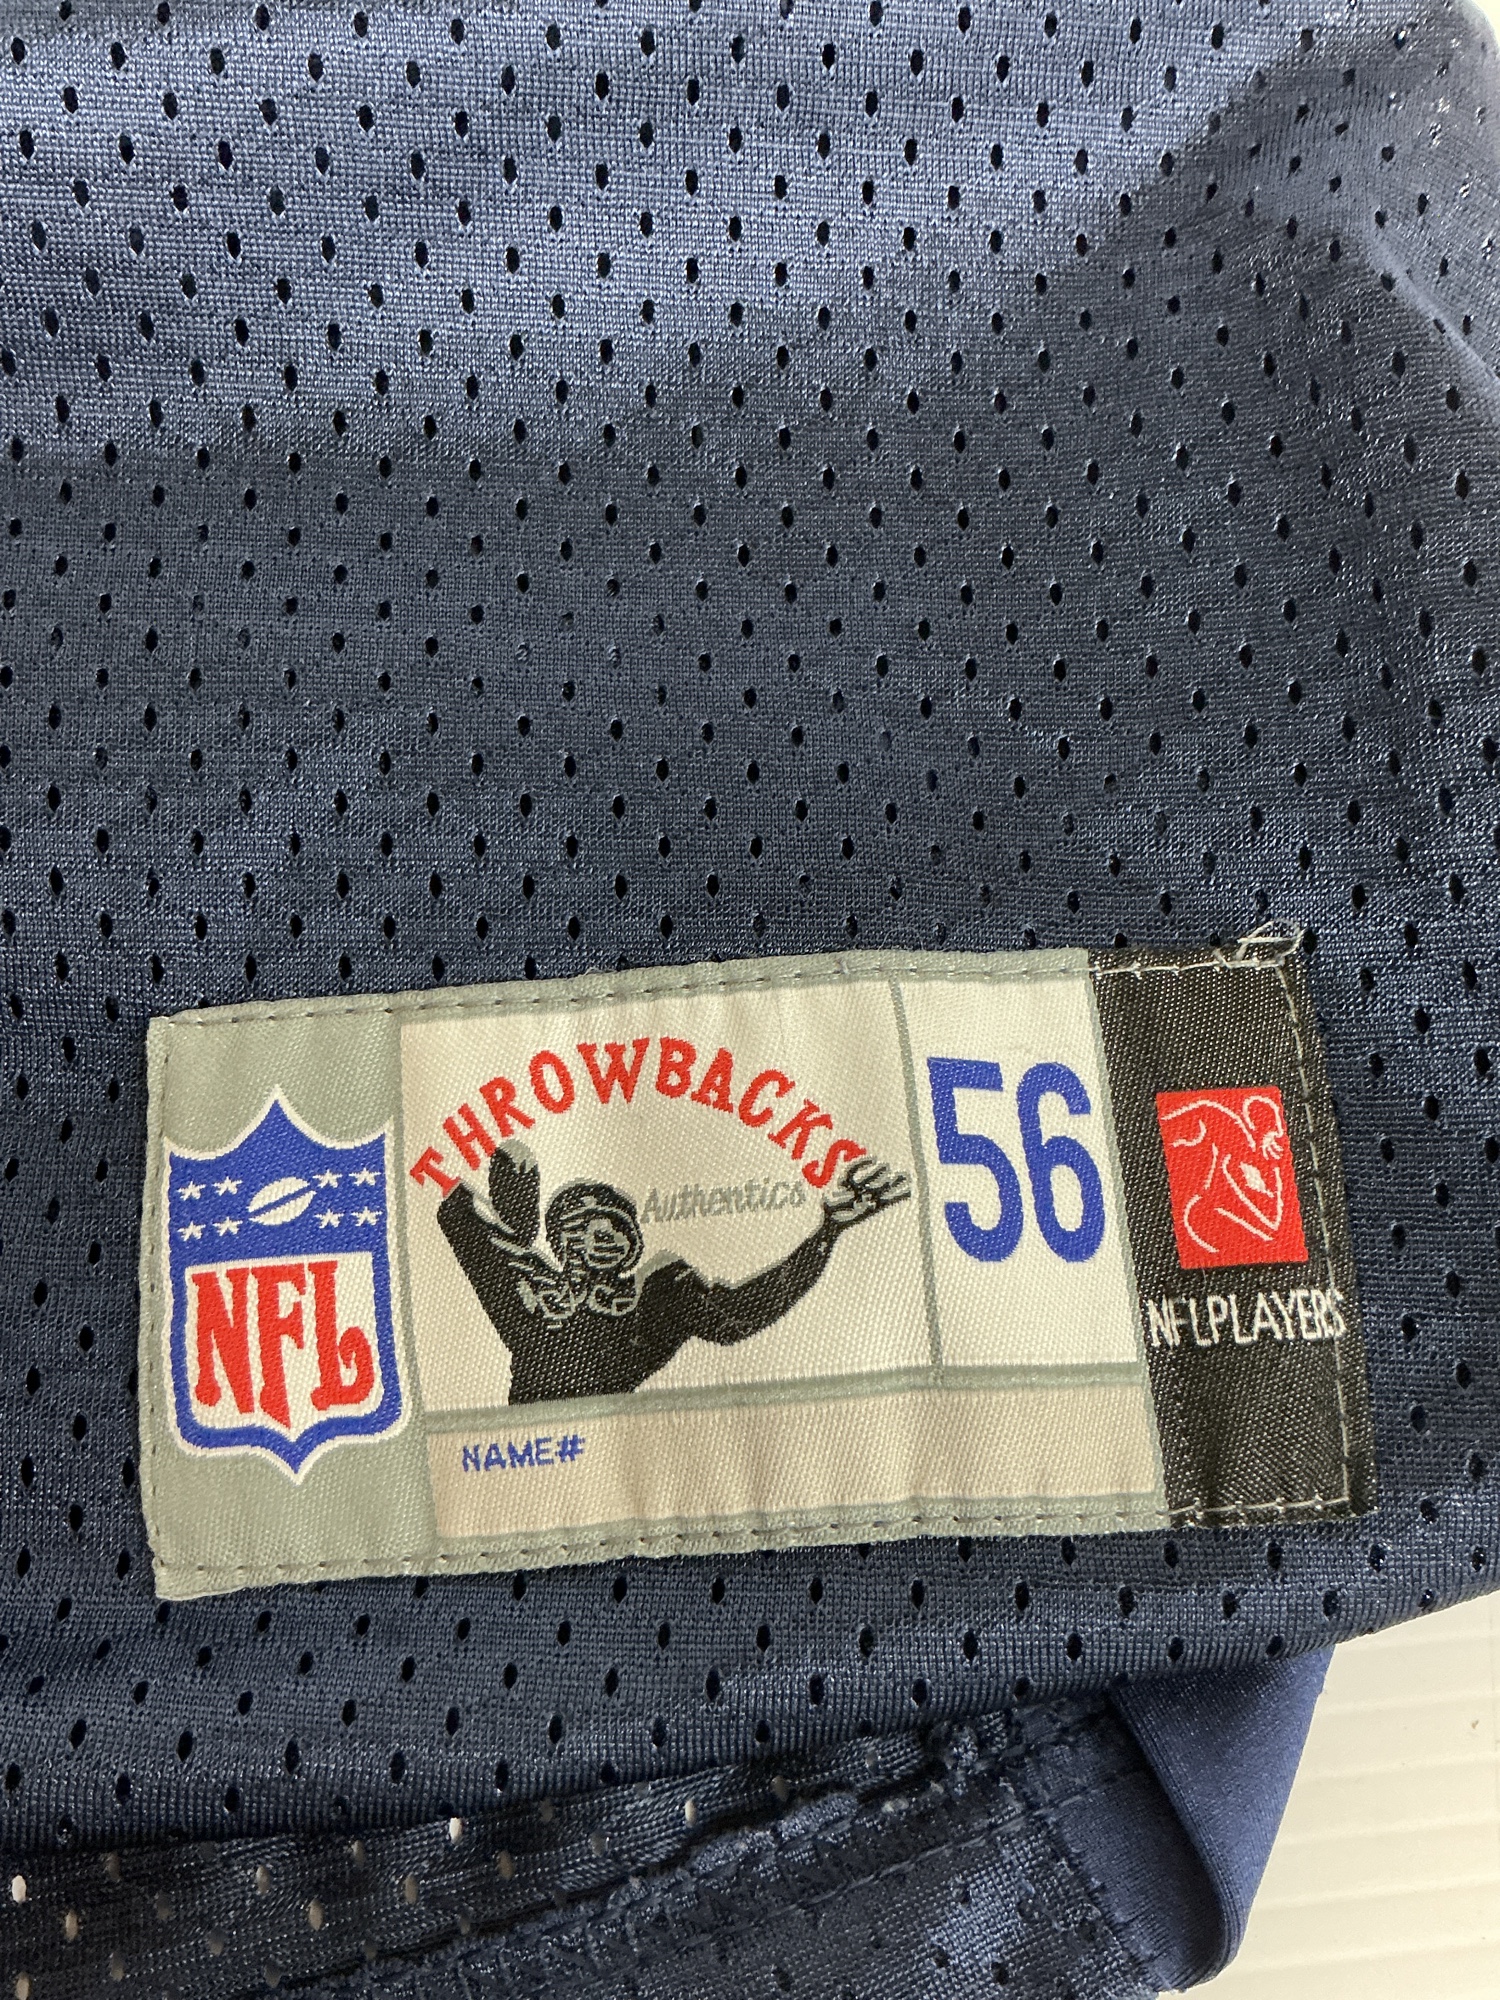 THROWBACKS
Authentics
56
NFL
NFLPLAYERS
NAME#